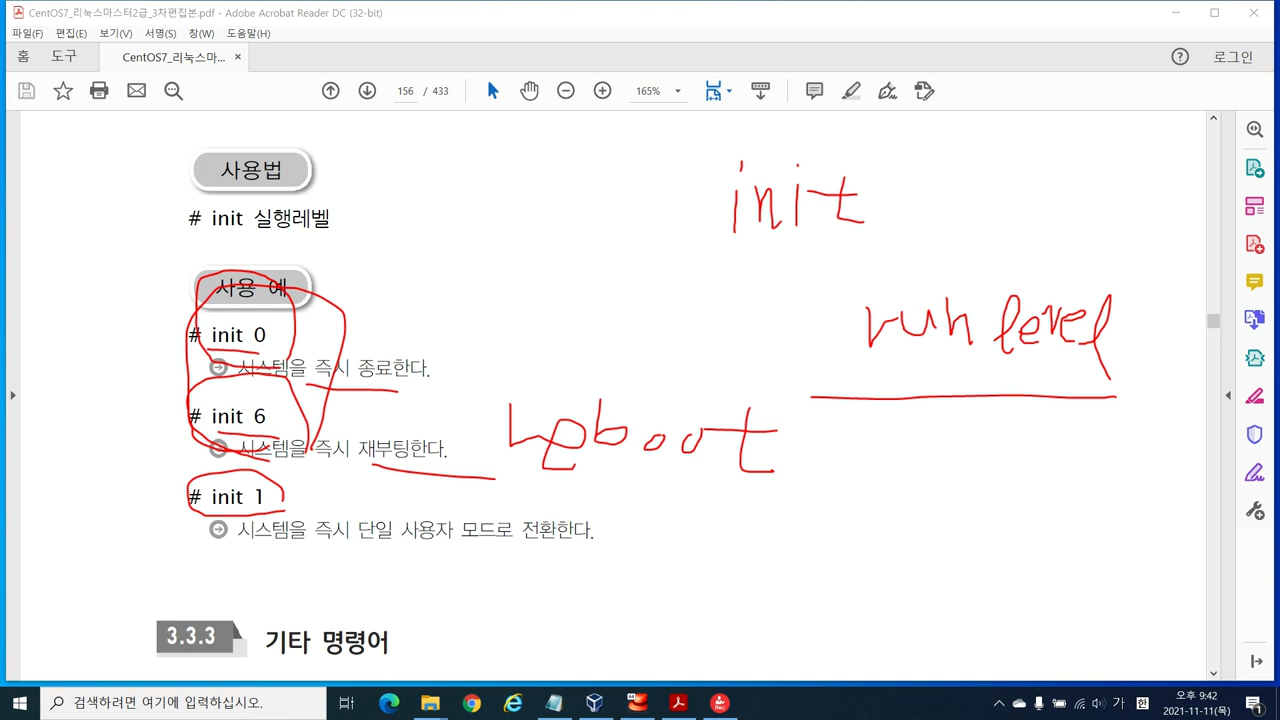 CentOS7_리눅스마스터2급_3차편집본.pdf - Adobe Acrobat Reader DC (32-bit)
파일(F) 편집(E) 보기(V) 서명(S) 창(W) 도움말(H)
홈 도구 CentOS7_리눅스마... × 로그인
156 / 433 165%
사용법
init
# init 실행레벨
사용 예
run level
# init 0
시스템을 즉시 종료한다.
# init 6
reboot
시스템을 즉시 재부팅한다.
# init 1
시스템을 즉시 단일 사용자 모드로 전환한다.
3.3.3 기타 명령어
검색하려면 여기에 입력하십시오.
가 한 오후 9:42
2021-11-11(목)